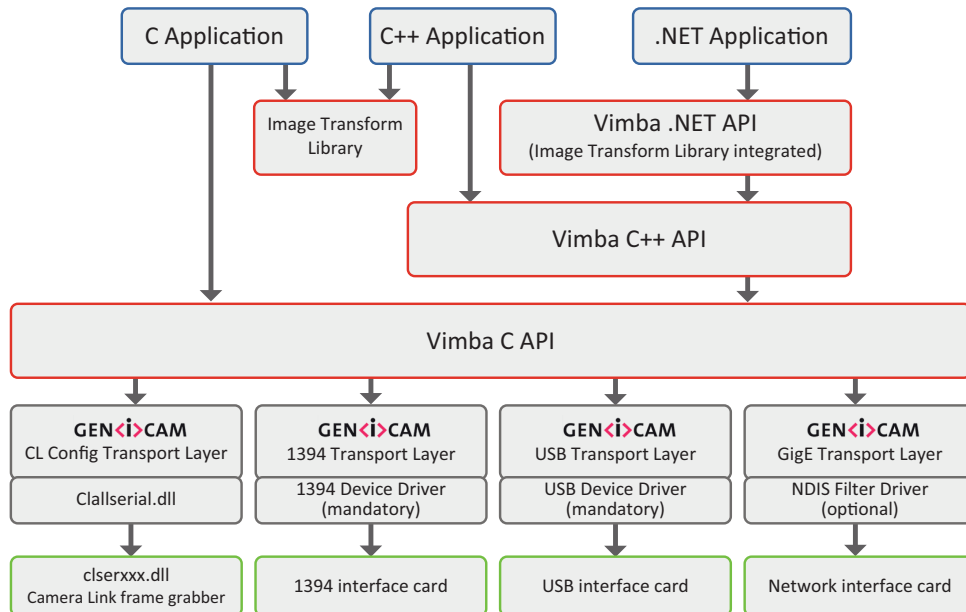 C Application
C++ Application
.NET Application
Image Transform
Library
Vimba .NET API
(Image Transform Library integrated)
Vimba C++ API
Vimba C API
GEN<i>CAM
CL Config Transport Layer
Clallserial.dll
clserxxx.dll
Camera Link frame grabber
GEN<i>CAM
1394 Transport Layer
1394 Device Driver
(mandatory)
1394 interface card
GEN<i>CAM
USB Transport Layer
USB Device Driver
(mandatory)
USB interface card
GEN<i>CAM
GigE Transport Layer
NDIS Filter Driver
(optional)
Network interface card